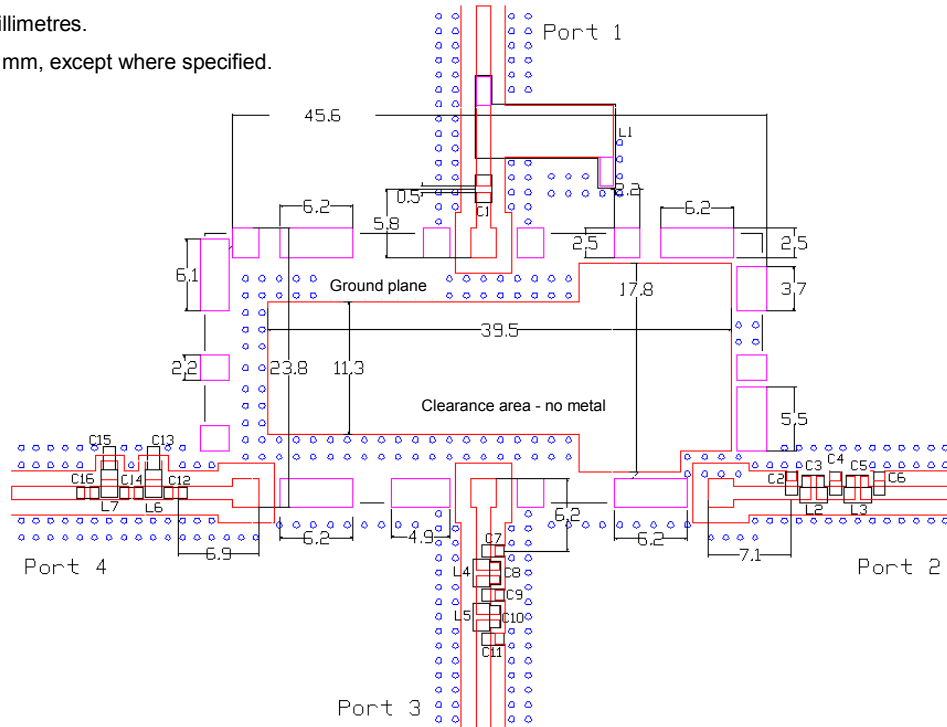 illimetres.
mm, except where specified.
Port 1
45.6
L1
0.5
C1
5.8
6.2
2.2
6.2
2.5
2.5
6.1
Ground plane
17.8
3.7
39.5
2.2
23.8
11.3
Clearance area - no metal
5.5
C15
C13
C16
C14
C12
L7
L6
C2
C3
C4
C5
C6
L2
L3
6.9
6.2
4.9
6.2
6.2
7.1
Port 4
Port 2
C7
L4
C8
C9
L5
C10
C11
Port 3